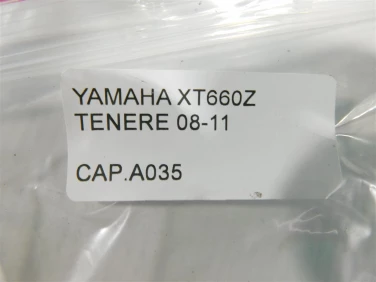 YAMAHA XT660Z
TENERE 08-11
CAP.A035